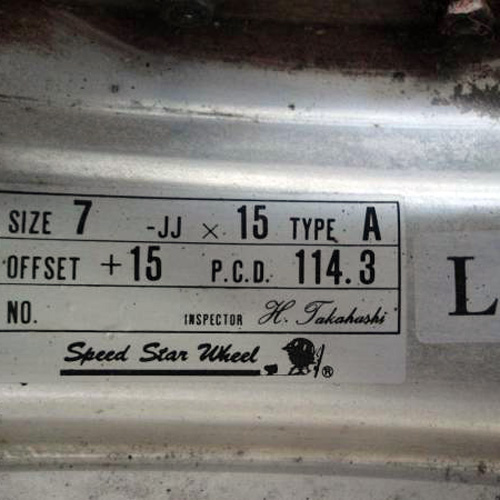 SIZE 7 -JJ × 15 TYPE A
OFFSET +15 P.C.D. 114.3
NO. INSPECTOR H. Takahashi
Speed Star Wheel ®
L